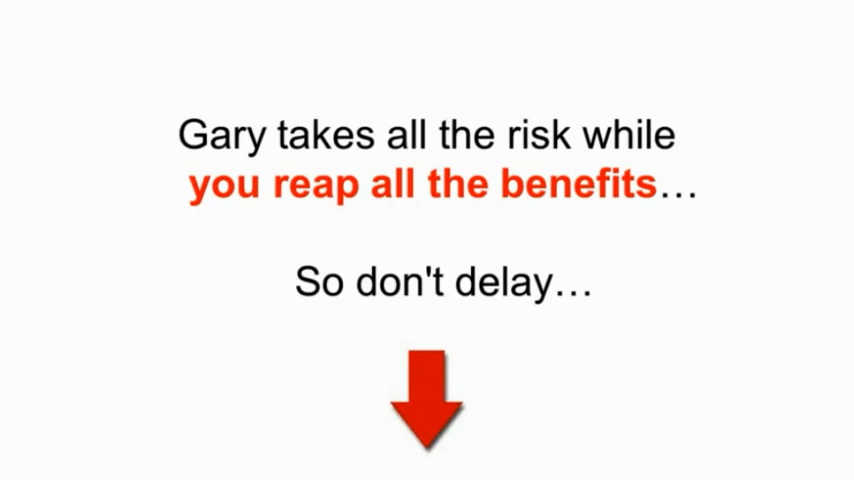 Gary takes all the risk while
you reap all the benefits…
So don't delay…